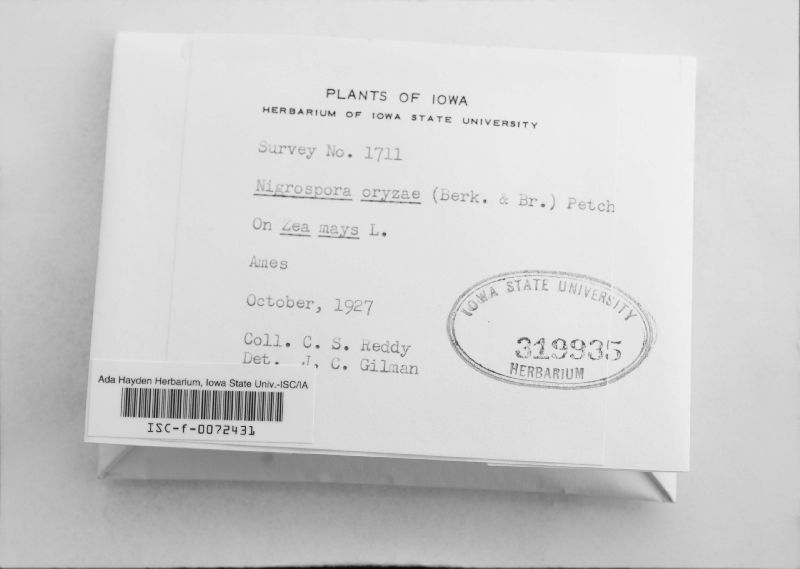 PLANTS OF IOWA
HERBARIUM OF IOWA STATE UNIVERSITY
Survey No. 1711
Nigrospora oryzae (Berk. & Br.) Petch
On Zea mays L.
Ames
October, 1927
Coll. C. S. Reddy
Det. J. C. Gilman
IOWA STATE UNIVERSITY
319935
HERBARIUM
Ada Hayden Herbarium, Iowa State Univ.-ISC/IA
ISC-f-0072431